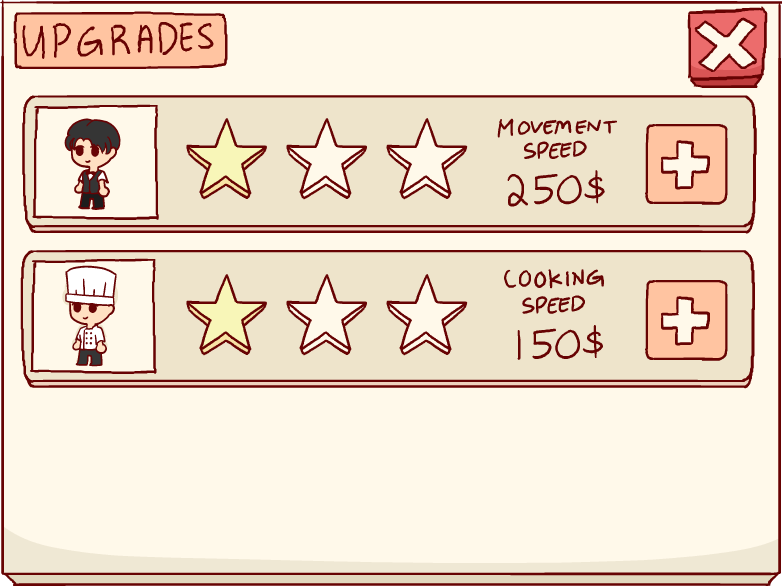 UPGRADES
MOVEMENT
SPEED
250$
COOKING
SPEED
150$